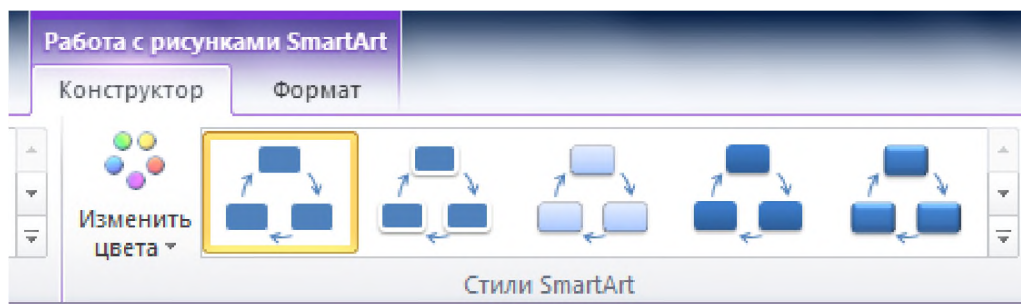 Работа с рисунками SmartArt
Конструктор Формат
Изменить
цвета
Стили SmartArt